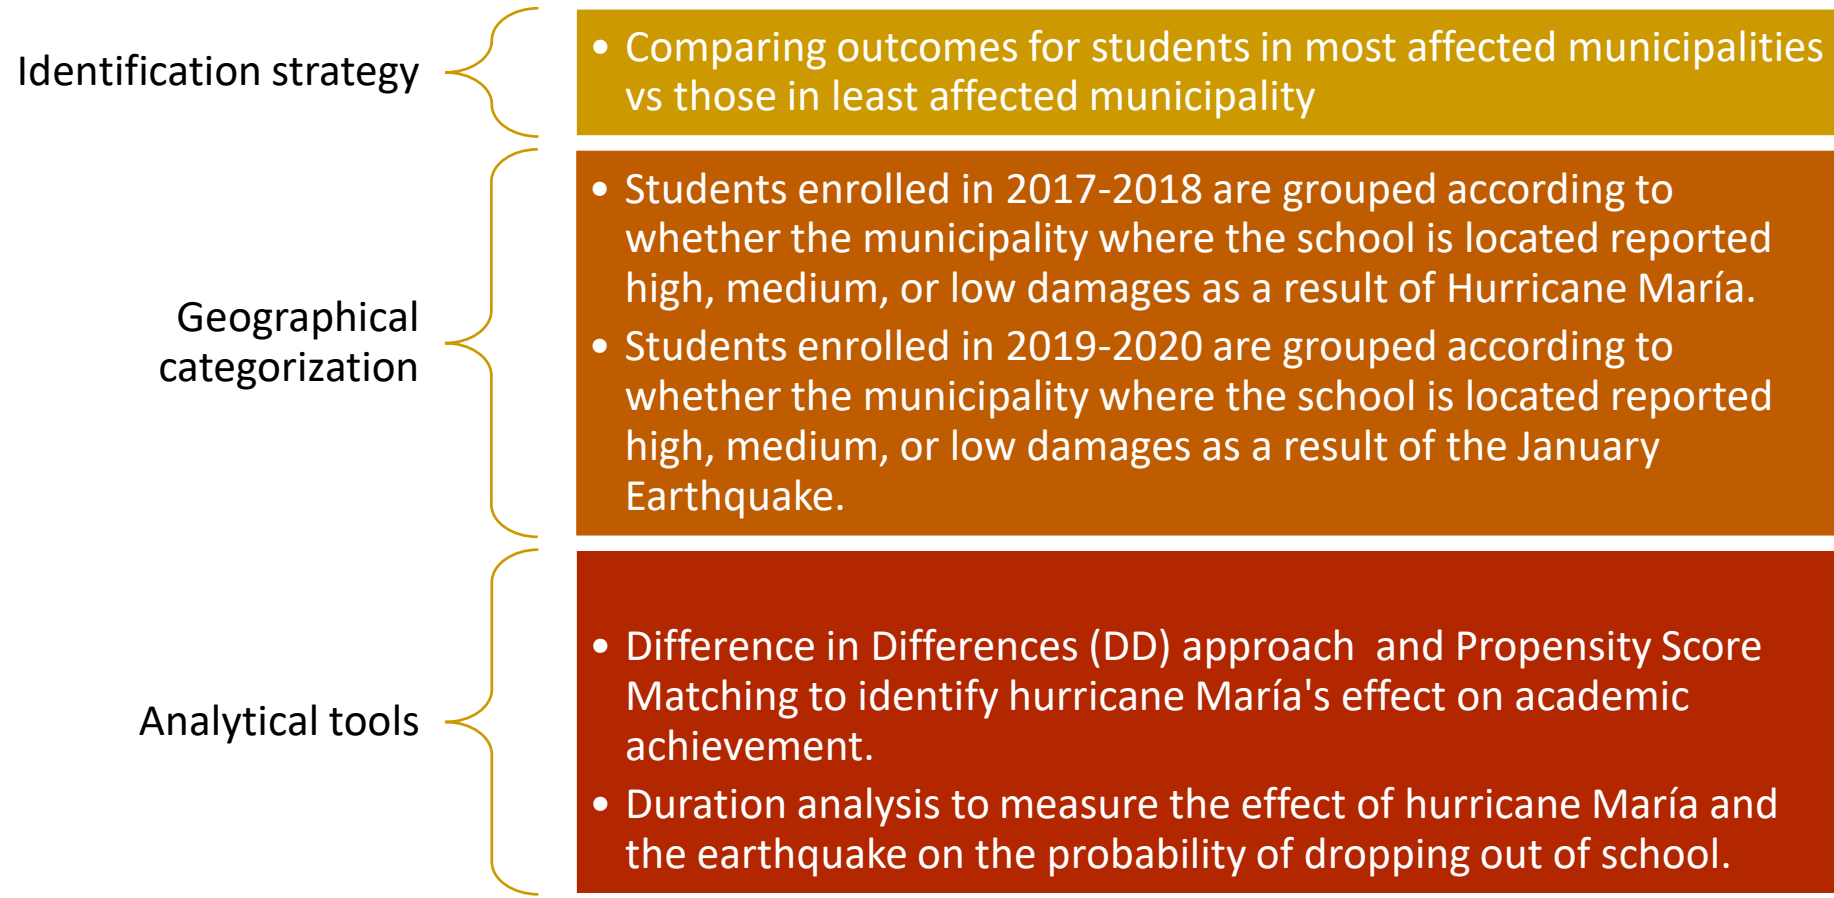 Identification strategy
• Comparing outcomes for students in most affected municipalities
vs those in least affected municipality
Geographical
categorization
• Students enrolled in 2017-2018 are grouped according to
whether the municipality where the school is located reported
high, medium, or low damages as a result of Hurricane María.
• Students enrolled in 2019-2020 are grouped according to
whether the municipality where the school is located reported
high, medium, or low damages as a result of the January
Earthquake.
Analytical tools
• Difference in Differences (DD) approach  and Propensity Score
Matching to identify hurricane María's effect on academic
achievement.
• Duration analysis to measure the effect of hurricane María and
the earthquake on the probability of dropping out of school.